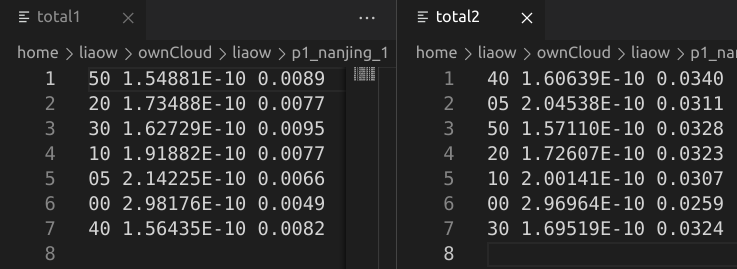 total1
home > liaow > ownCloud > liaow > p1_nanjing_1
1 50 1.54881E-10 0.0089
2 20 1.73488E-10 0.0077
3 30 1.62729E-10 0.0095
4 10 1.91882E-10 0.0077
5 05 2.14225E-10 0.0066
6 00 2.98176E-10 0.0049
7 40 1.56435E-10 0.0082
8
total2
home > liaow > ownCloud > liaow > p1_nan
1 40 1.60639E-10 0.0340
2 05 2.04538E-10 0.0311
3 50 1.57110E-10 0.0328
4 20 1.72607E-10 0.0323
5 10 2.00141E-10 0.0307
6 00 2.96964E-10 0.0259
7 30 1.69519E-10 0.0324
8